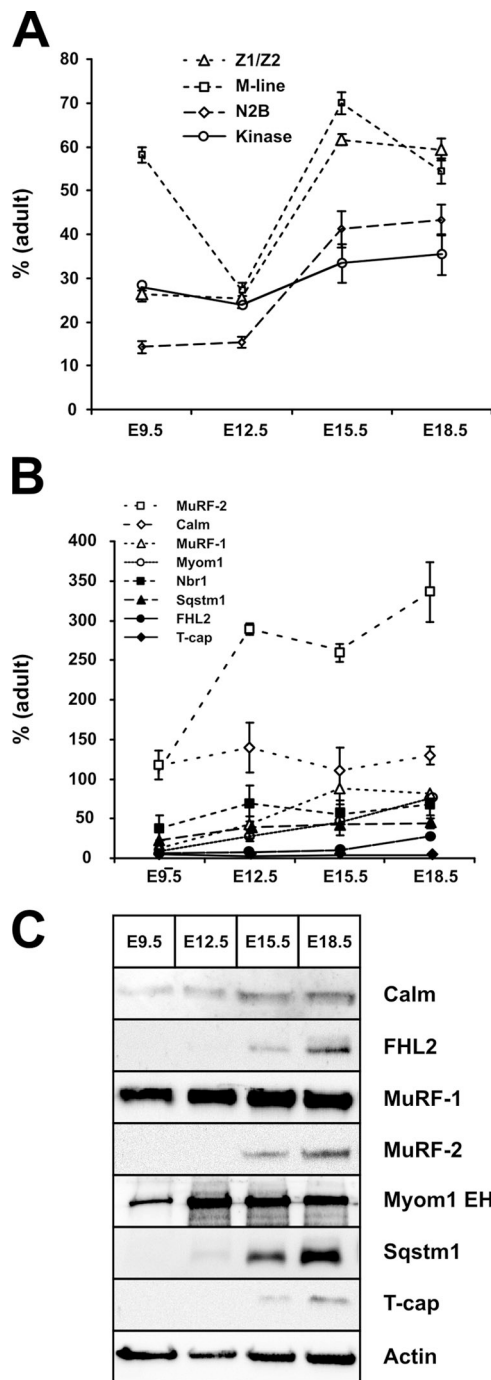 A
Z1/Z2
M-line
N2B
Kinase
80
70
60
50
40
30
20
10
0
% (adult)
E9.5 E12.5 E15.5 E18.5
B
MuRF-2
Calm
MuRF-1
Myom1
Nbr1
Sqstm1
FHL2
T-cap
400
350
300
250
200
150
100
50
0
% (adult)
E9.5 E12.5 E15.5 E18.5
C
E9.5 E12.5 E15.5 E18.5
Calm
FHL2
MuRF-1
MuRF-2
Myom1 EH
Sqstm1
T-cap
Actin